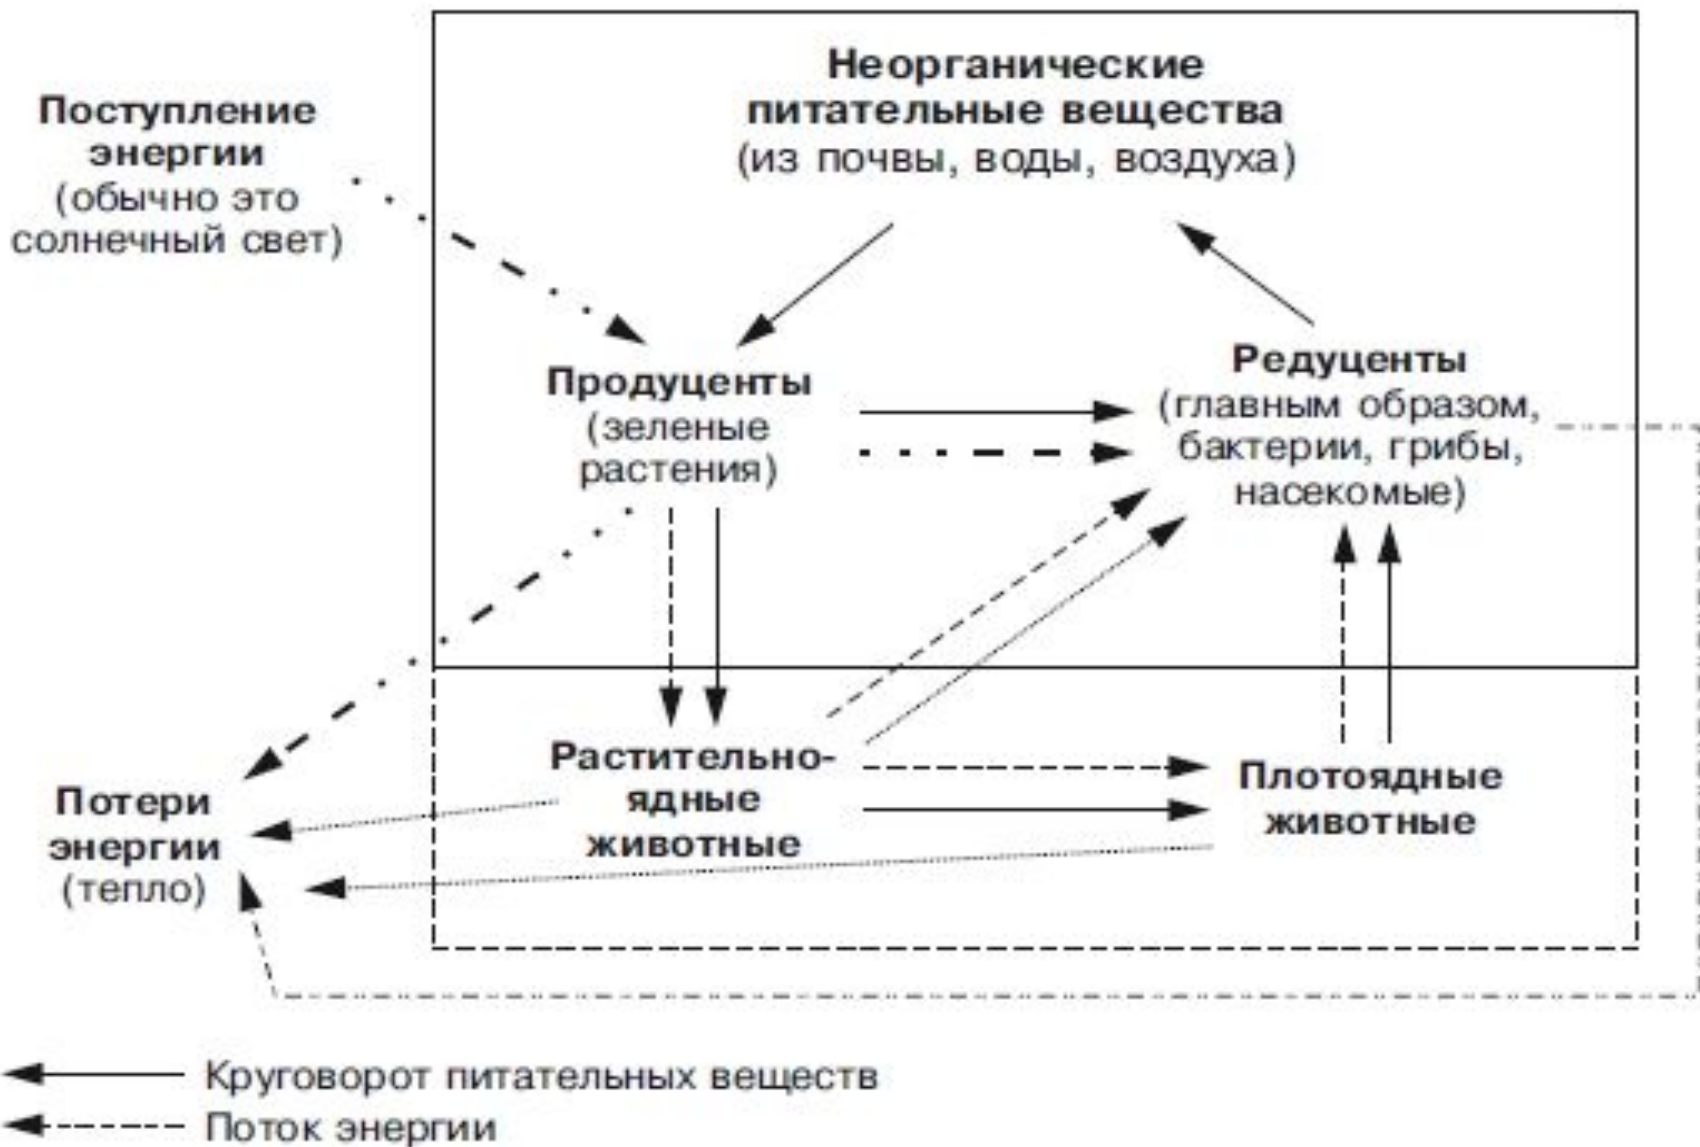 Неорганические
питательные вещества
(из почвы, воды, воздуха)
Поступление
энергии
(обычно это
солнечный свет)
Продуценты
(зеленые
растения)
Редуценты
(главным образом,
бактерии, грибы,
насекомые)
Растительно-
ядные
животные
Плотоядные
животные
Потери
энергии
(тепло)
Круговорот питательных веществ
Поток энергии